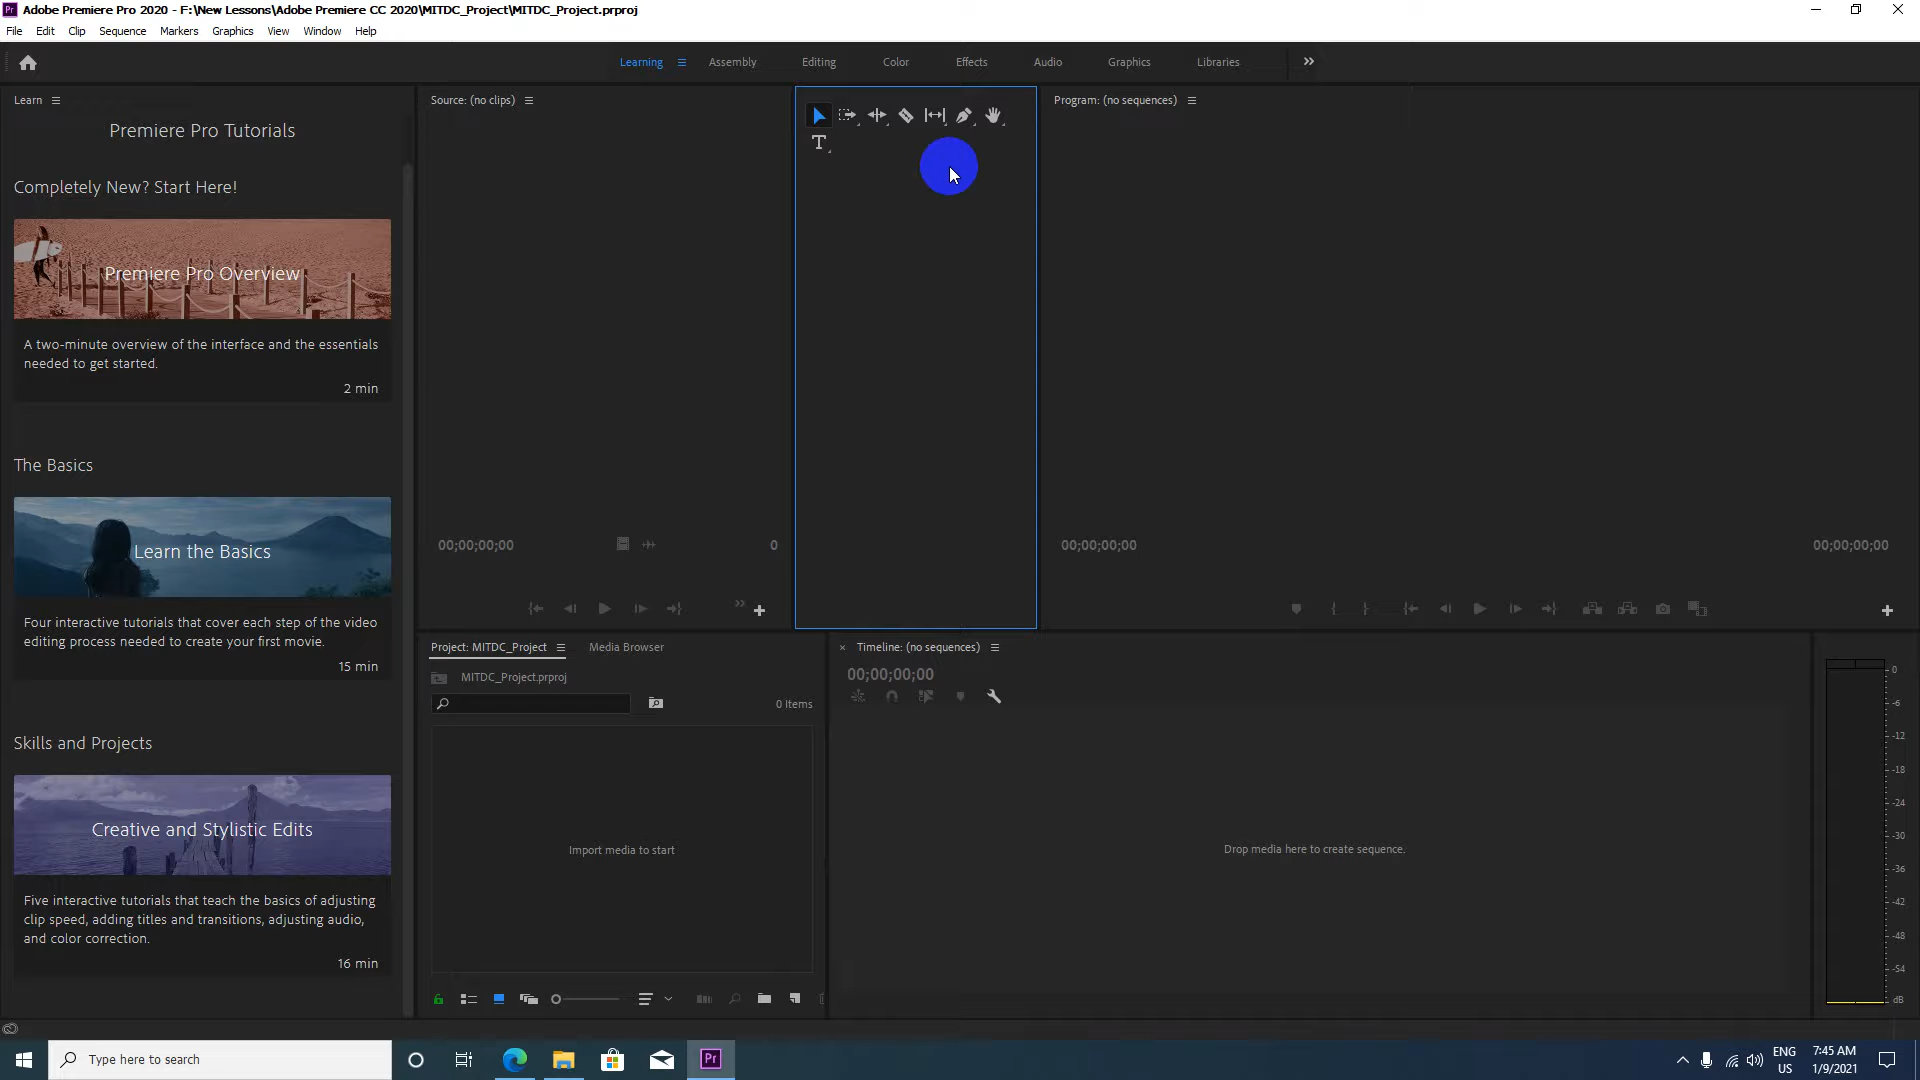 Adobe Premiere Pro 2020 - F:\New Lessons\Adobe Premiere CC 2020\MITDC_Project\MITDC_Project.prproj
File Edit Clip Sequence Markers Graphics View Window Help
Learning Assembly Editing Color Effects Audio Graphics Libraries
Learn
Premiere Pro Tutorials
Completely New? Start Here!
Premiere Pro Overview
A two-minute overview of the interface and the essentials
needed to get started.
2 min
The Basics
Learn the Basics
Four interactive tutorials that cover each step of the video
editing process needed to create your first movie.
15 min
Skills and Projects
Creative and Stylistic Edits
Five interactive tutorials that teach the basics of adjusting
clip speed, adding titles and transitions, adjusting audio,
and color correction.
16 min
Source: (no clips)
00;00;00;00
0
Program: (no sequences)
00;00;00;00
00;00;00;00
Project: MITDC_Project
Media Browser
MITDC_Project.prproj
0 Items
Import media to start
Timeline: (no sequences)
00;00;00;00
Drop media here to create sequence.
0
-6
-12
-18
-24
-30
-36
-42
-48
-54
dB
Type here to search
Pr
ENG
US
7:45 AM
1/9/2021